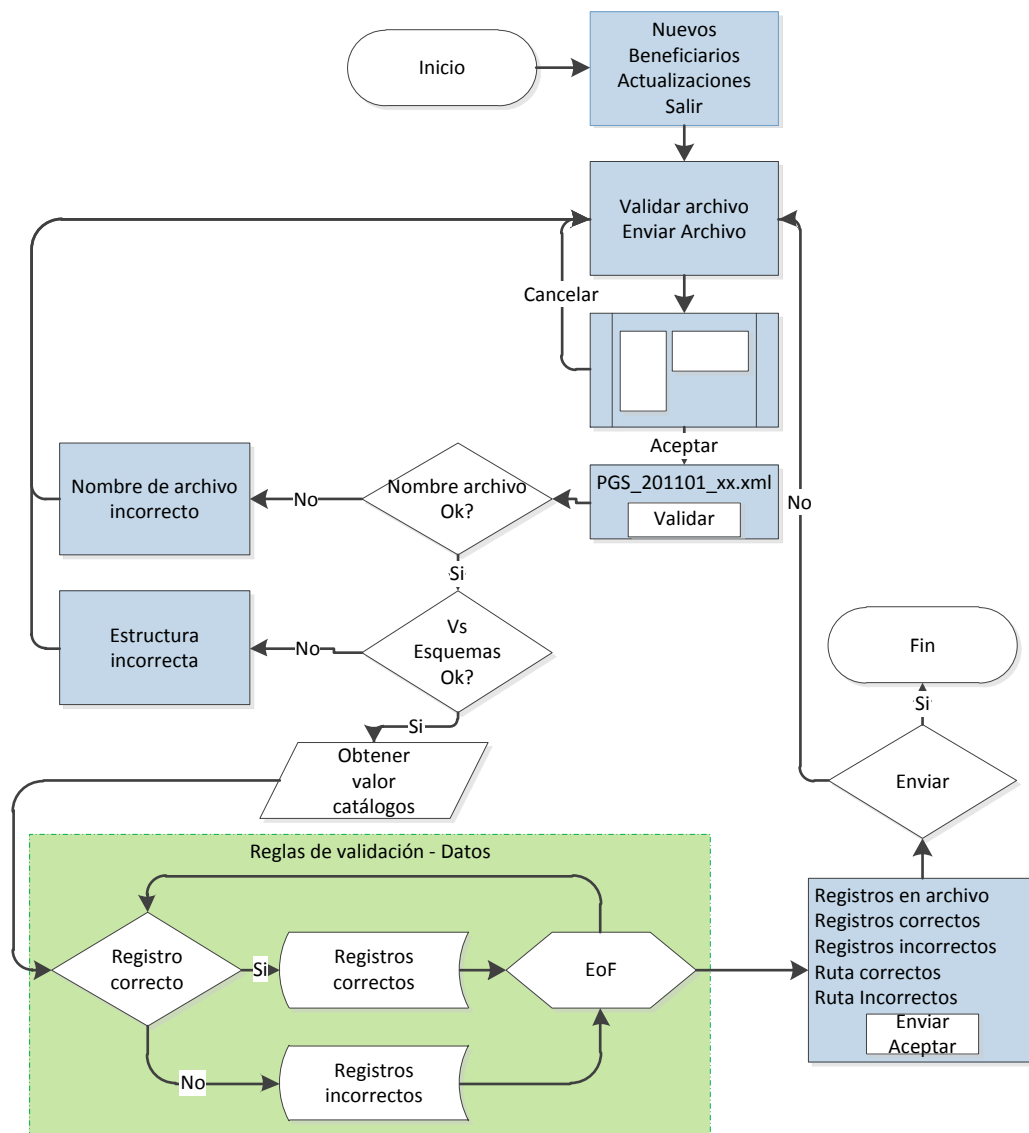 Inicio
Nuevos
Beneficiarios
Actualizaciones
Salir
Validar archivo
Enviar Archivo
Cancelar
Aceptar
PGS_201101_xx.xml
Validar
Nombre archivo
Ok?
No
Nombre de archivo
incorrecto
Si
Vs
Esquemas
Ok?
No
Estructura
incorrecta
Si
Obtener
valor
catálogos
No
Fin
Si
Enviar
Reglas de validación - Datos
Registro
correcto
Si
Registros
correctos
EoF
No
Registros
incorrectos
Registros en archivo
Registros correctos
Registros incorrectos
Ruta correctos
Ruta Incorrectos
Enviar
Aceptar